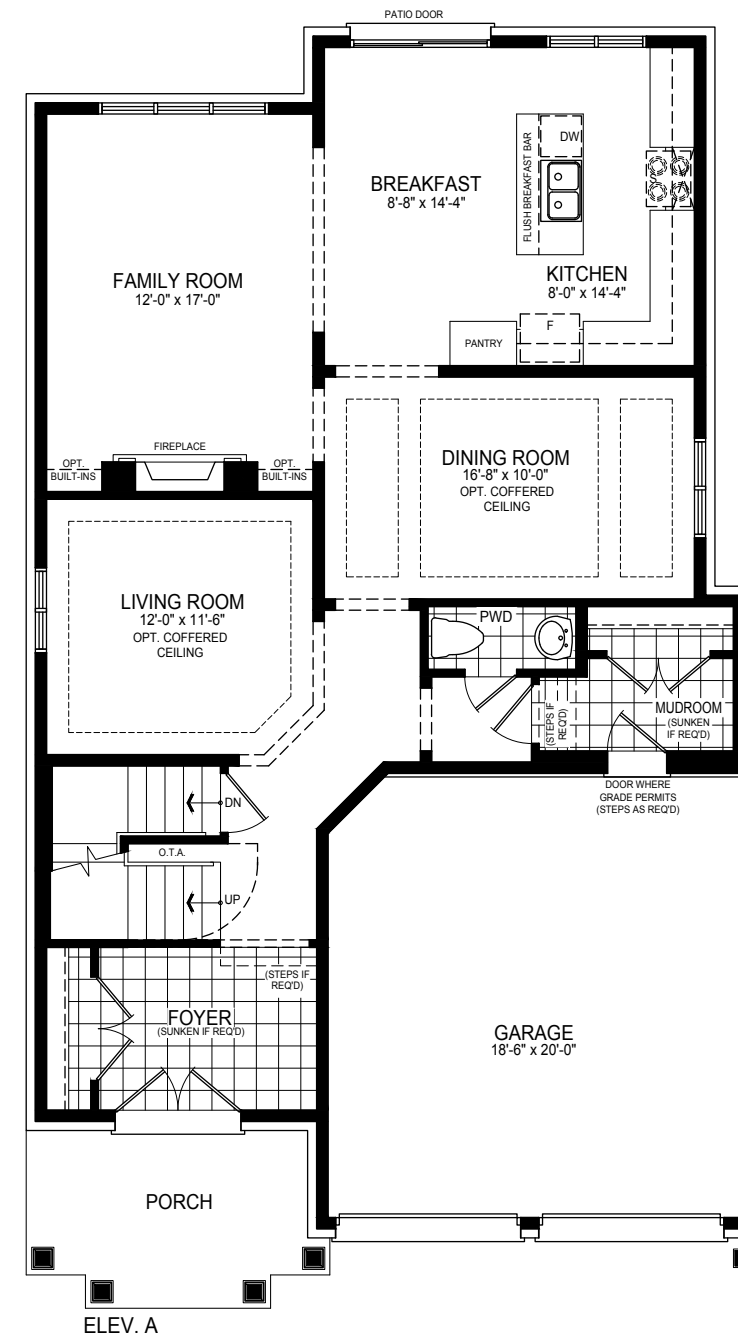 PATIO DOOR
DW
FLUSH BREAKFAST BAR
BREAKFAST
8'-8" x 14'-4"
S
FAMILY ROOM
12'-0" x 17'-0"
KITCHEN
8'-0" x 14'-4"
F
PANTRY
FIREPLACE
OPT.
BUILT-INS
OPT.
BUILT-INS
DINING ROOM
16'-8" x 10'-0"
OPT. COFFERED
CEILING
LIVING ROOM
12'-0" x 11'-6"
OPT. COFFERED
CEILING
PWD
(STEPS IF
REQ'D)
MUDROOM
(SUNKEN
IF REQ'D)
DOOR WHERE
GRADE PERMITS
(STEPS AS REQ'D)
DN
O.T.A.
UP
(STEPS IF
REQ'D)
FOYER
(SUNKEN IF REQ'D)
GARAGE
18'-6" x 20'-0"
PORCH
ELEV. A